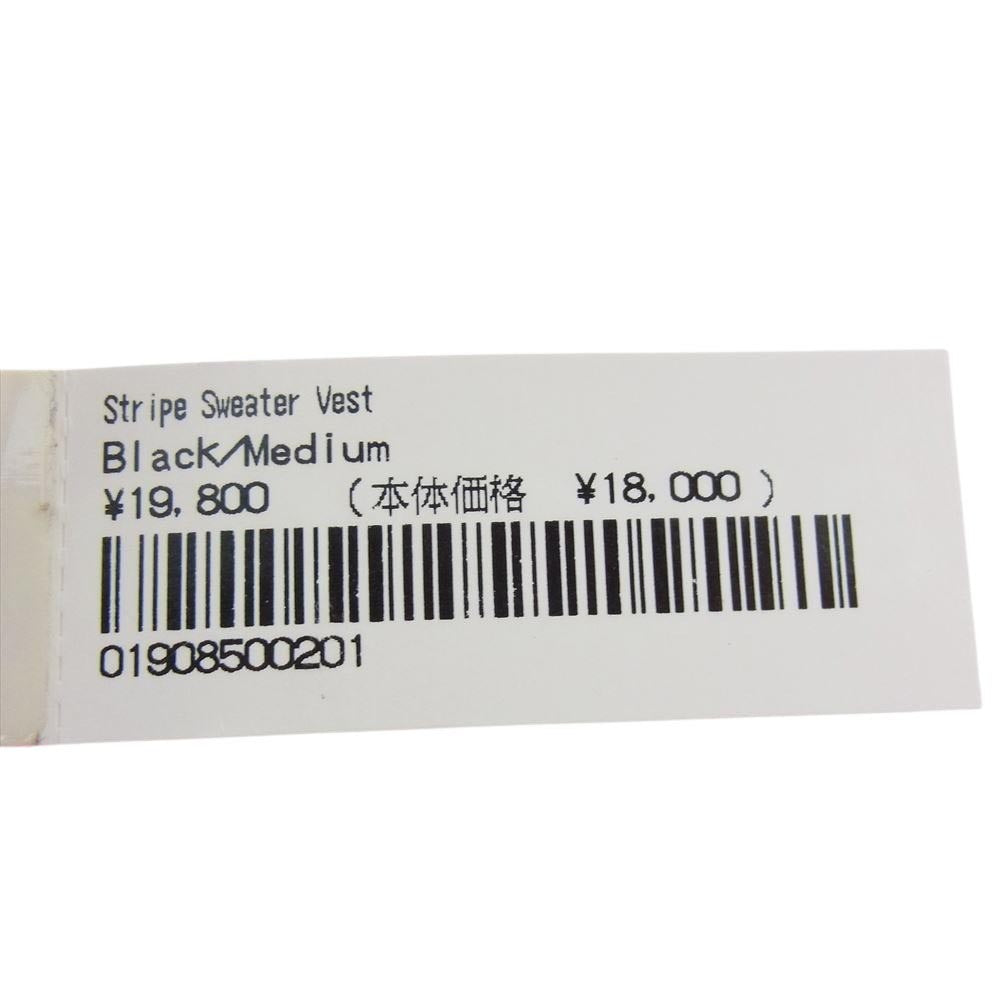 Stripe Sweater Vest
Black/Medium
¥19,800 (本体価格 ¥18,000)
01908500201